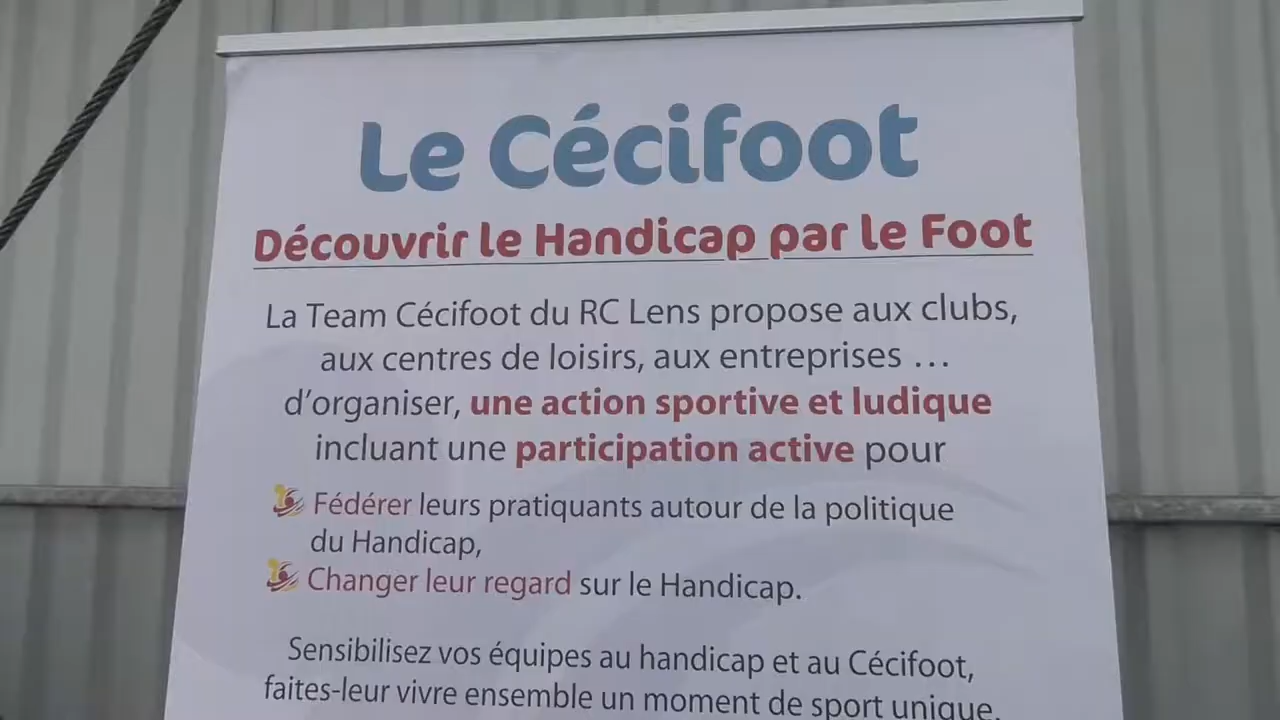 Le Cécifoot
Découvrir le Handicap par le Foot
La Team Cécifoot du RC Lens propose aux clubs,
aux centres de loisirs, aux entreprises …
d’organiser, une action sportive et ludique
incluant une participation active pour
Fédérer leurs pratiquants autour de la politique
du Handicap,
Changer leur regard sur le Handicap.
Sensibilisez vos équipes au handicap et au Cécifoot,
faites-leur vivre ensemble un moment de sport unique.